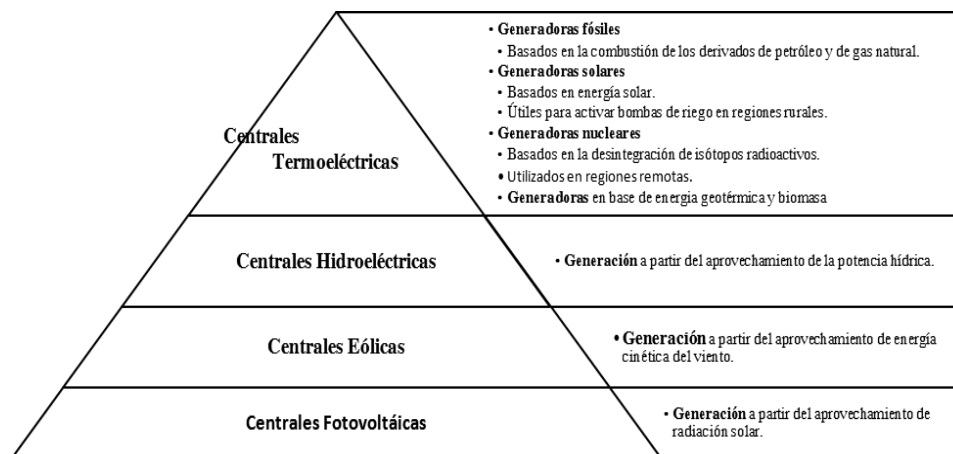 • Generadoras fósiles
• Basados en la combustión de los derivados de petróleo y de gas natural.
• Generadoras solares
• Basados en energía solar.
• Útiles para activar bombas de riego en regiones rurales.
• Generadoras nucleares
• Basados en la desintegración de isótopos radioactivos.
• Utilizados en regiones remotas.
• Generadoras en base de energia geotérmica y biomasa
Centrales
Termoeléctricas
Centrales Hidroeléctricas
• Generación a partir del aprovechamiento de la potencia hídrica.
Centrales Eólicas
• Generación a partir del aprovechamiento de energía
cinética del viento.
Centrales Fotovoltáicas
• Generación a partir del aprovechamiento de
radiación solar.